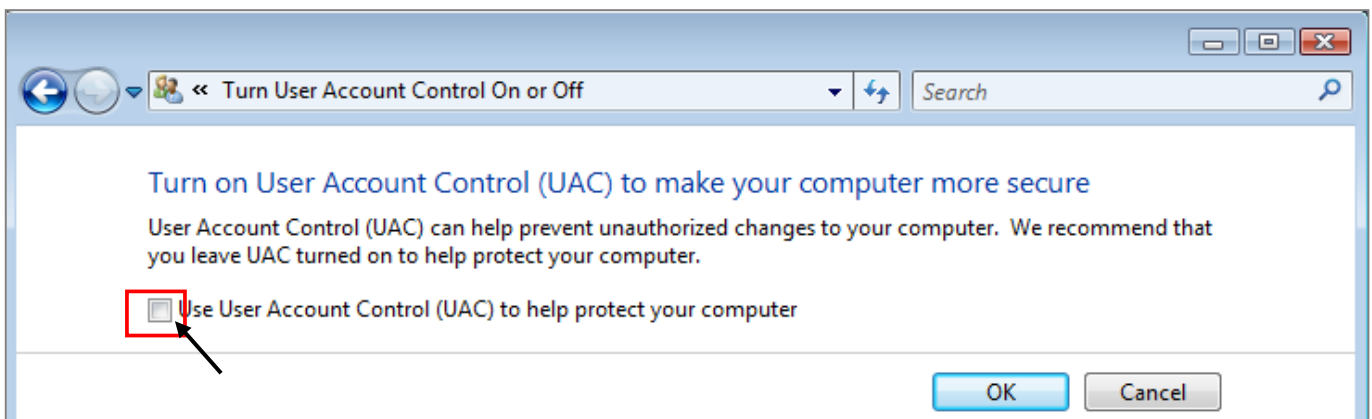 « Turn User Account Control On or Off
Search
Turn on User Account Control (UAC) to make your computer more secure
User Account Control (UAC) can help prevent unauthorized changes to your computer.  We recommend that
you leave UAC turned on to help protect your computer.
Use User Account Control (UAC) to help protect your computer
OK
Cancel